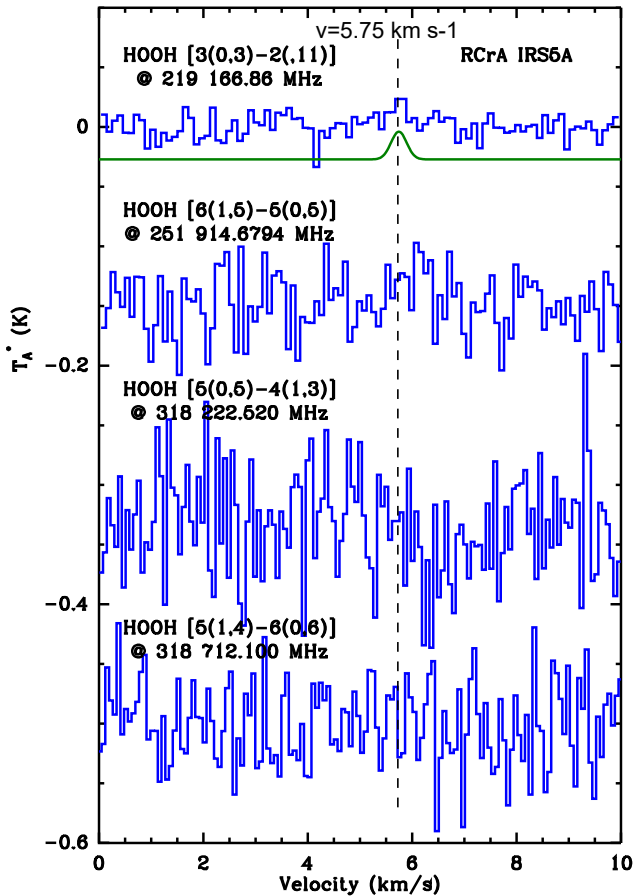 v=5.75 km s-1
HOOH [3(0,3)−2(,11)] RCrA IRS5A
@ 219 166.86 MHz
0
HOOH [6(1,5)−5(0,5)]
@ 251 914.6794 MHz
T_A^* (K)
−0.2
HOOH [5(0,5)−4(1,3)]
@ 318 222.520 MHz
−0.4
HOOH [5(1,4)−6(0,6)]
@ 318 712.100 MHz
−0.6
0 2 4 6 8 10
Velocity (km/s)